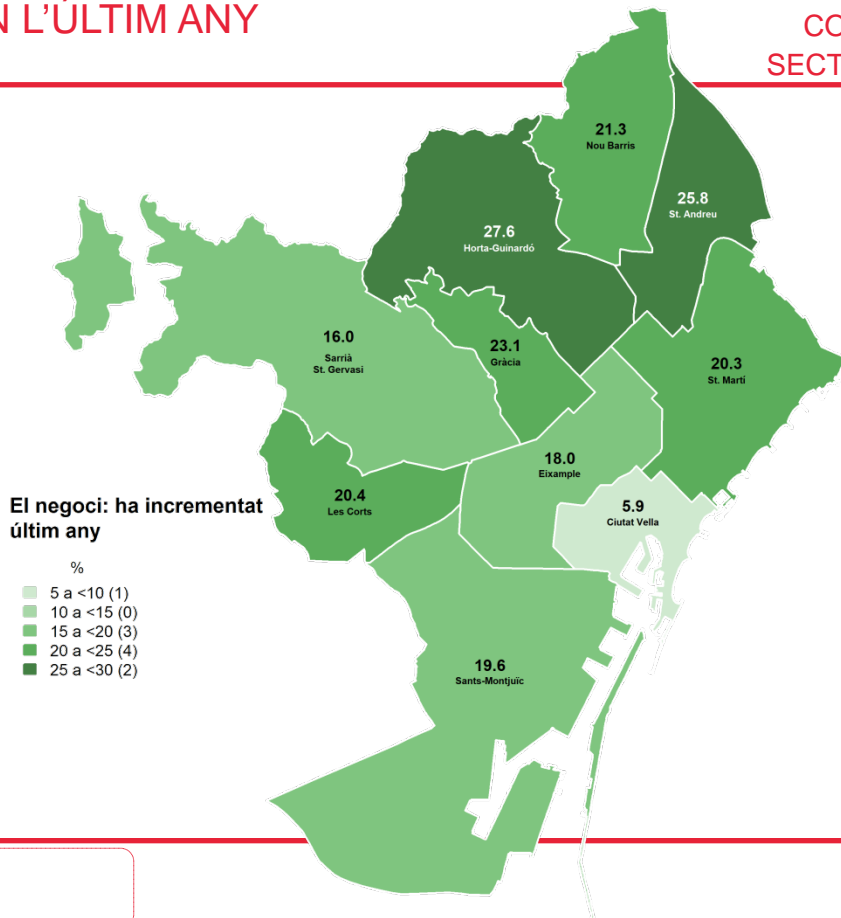 N L'ÚLTIM ANY
CO
SECT
21.3
Nou Barris
25.8
St. Andreu
27.6
Horta-Guinardó
16.0
Sarrià
St. Gervasi
23.1
Gràcia
20.3
St. Martí
18.0
Eixample
20.4
Les Corts
5.9
Ciutat Vella
El negoci: ha incrementat
últim any
%
5 a <10 (1)
10 a <15 (0)
15 a <20 (3)
20 a <25 (4)
25 a <30 (2)
19.6
Sants-Montjuïc